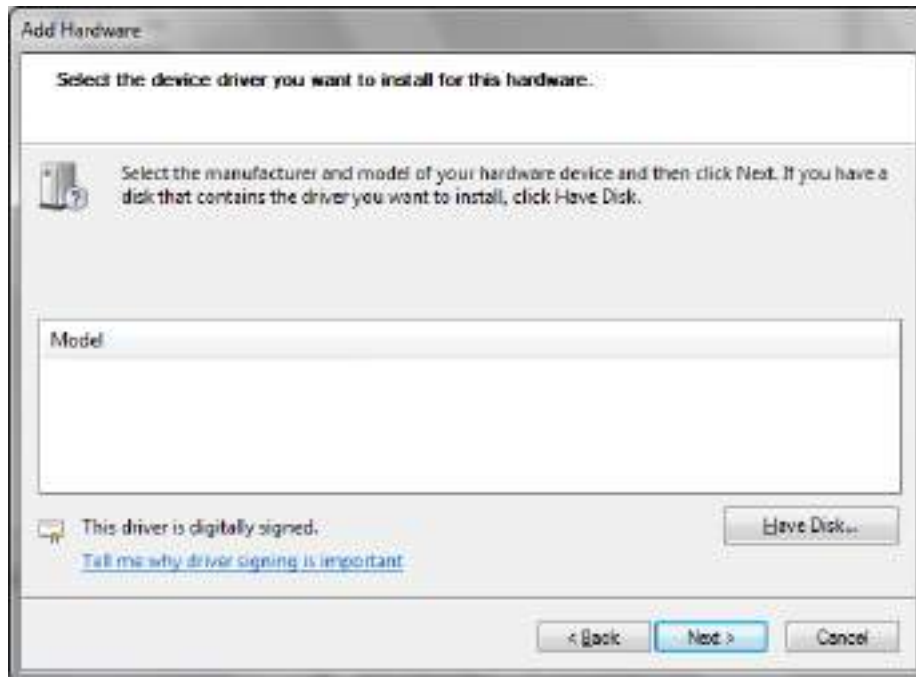 Add Hardware
Select the device driver you want to install for this hardware.
Select the manufacturer and model of your hardware device and then click Next. If you have a
disk that contains the driver you want to install, click Have Disk.
Model
This driver is digitally signed.
Have Disk...
Tell me why driver signing is important
< Back Next > Cancel